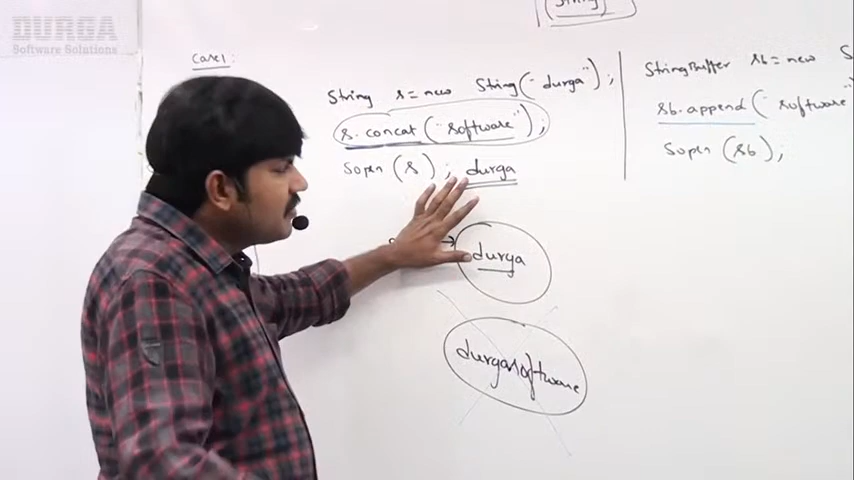 DURGA
Software Solutions
String
Case1:
String s = new String("durga");
s.concat("software");
Sopln(s); durga
durga
durgasoftware
StringBuffer sb = new S
sb.append("software"
Sopln(sb);